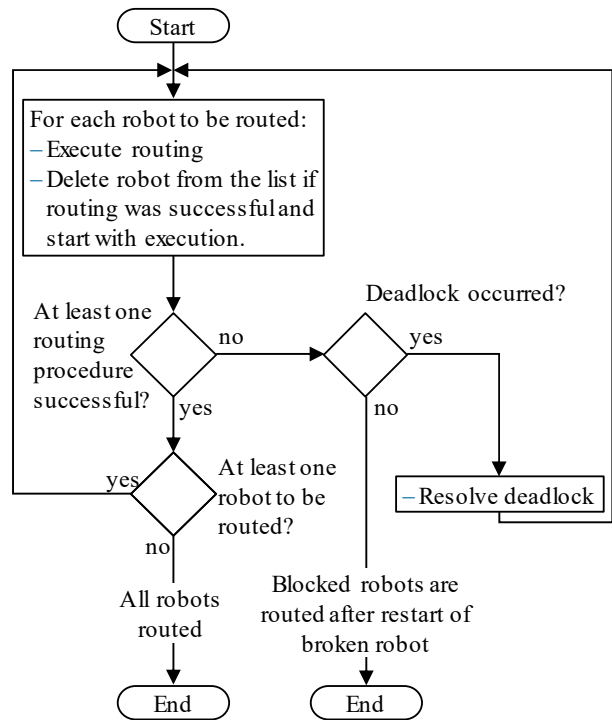 Start
For each robot to be routed:
– Execute routing
– Delete robot from the list if
routing was successful and
start with execution.
Deadlock occurred?
At least one
routing
procedure
successful?
no
yes
yes
no
yes
At least one
robot to be
routed?
– Resolve deadlock
no
All robots
routed
Blocked robots are
routed after restart of
broken robot
End
End